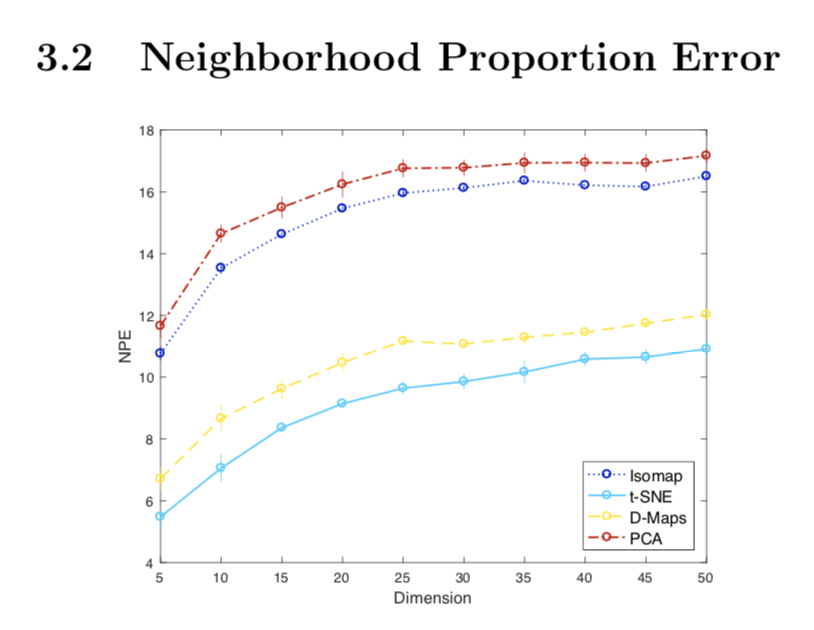 3.2 Neighborhood Proportion Error
18
16
14
12
10
8
6
4
NPE
5 10 15 20 25 30 35 40 45 50
Dimension
Isomap
t-SNE
D-Maps
PCA